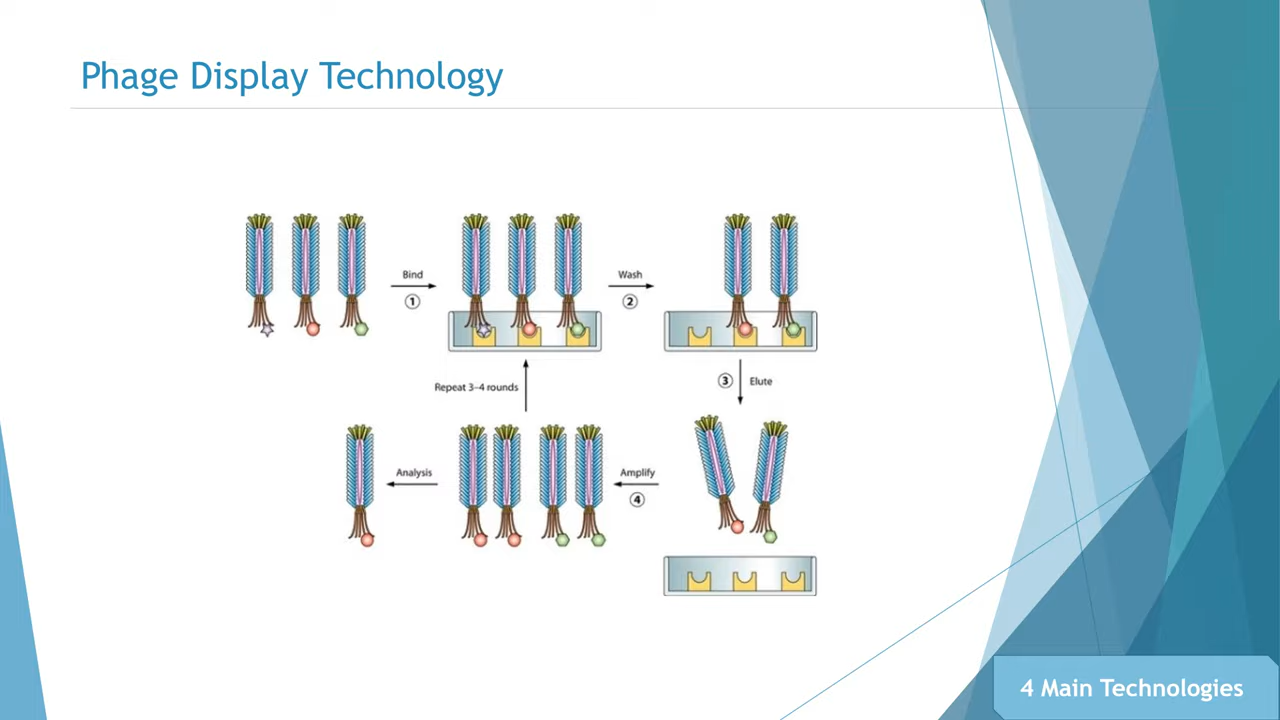 Phage Display Technology
Bind
①
Wash
②
Repeat 3–4 rounds
③ Elute
Analysis
Amplify
④
4 Main Technologies